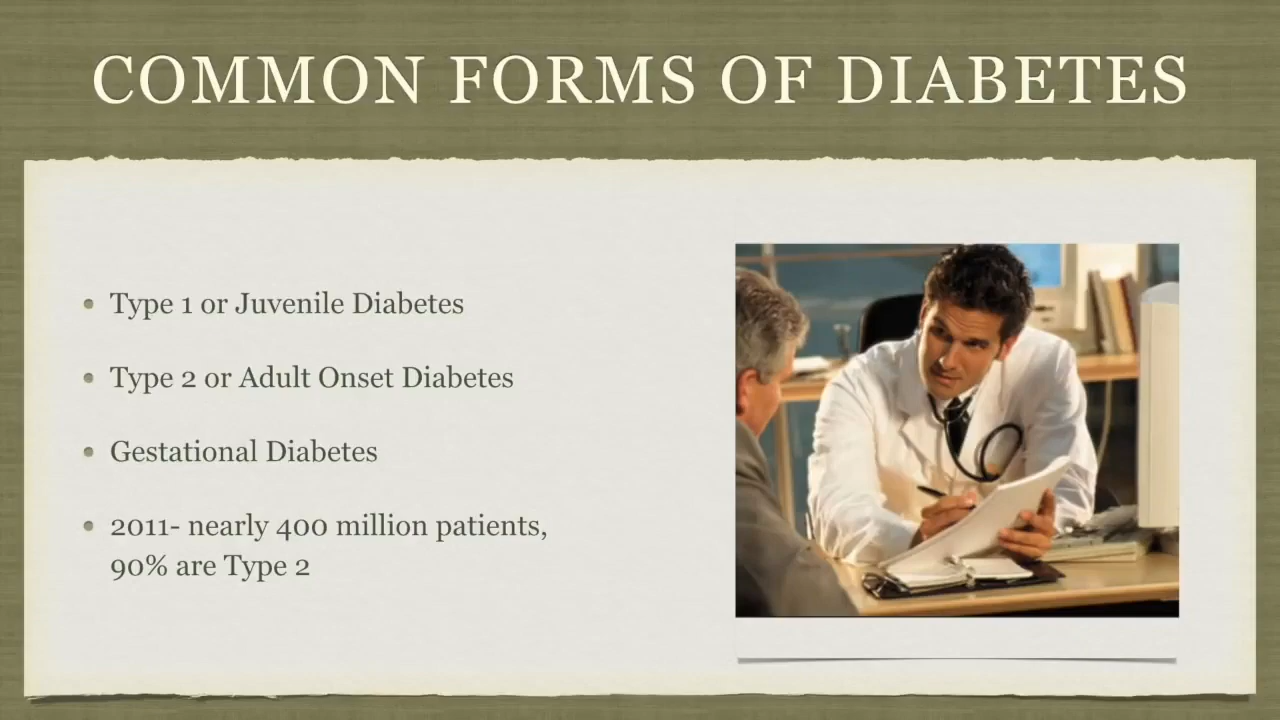 COMMON FORMS OF DIABETES
• Type 1 or Juvenile Diabetes
• Type 2 or Adult Onset Diabetes
• Gestational Diabetes
• 2011- nearly 400 million patients,
90% are Type 2